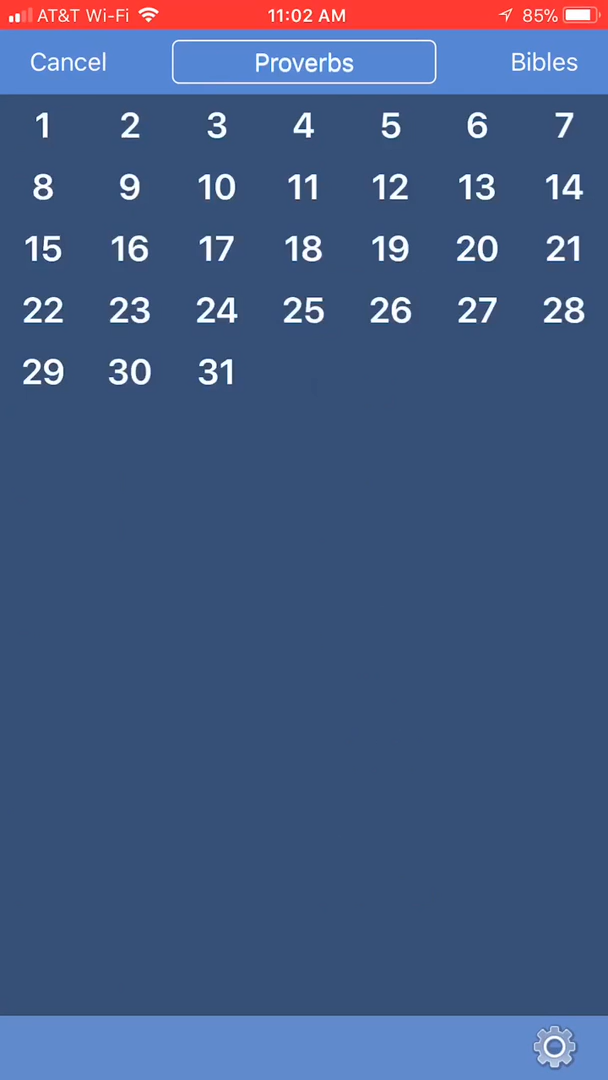 AT&T Wi-Fi 11:02 AM 85%
Cancel Proverbs Bibles
1 2 3 4 5 6 7
8 9 10 11 12 13 14
15 16 17 18 19 20 21
22 23 24 25 26 27 28
29 30 31